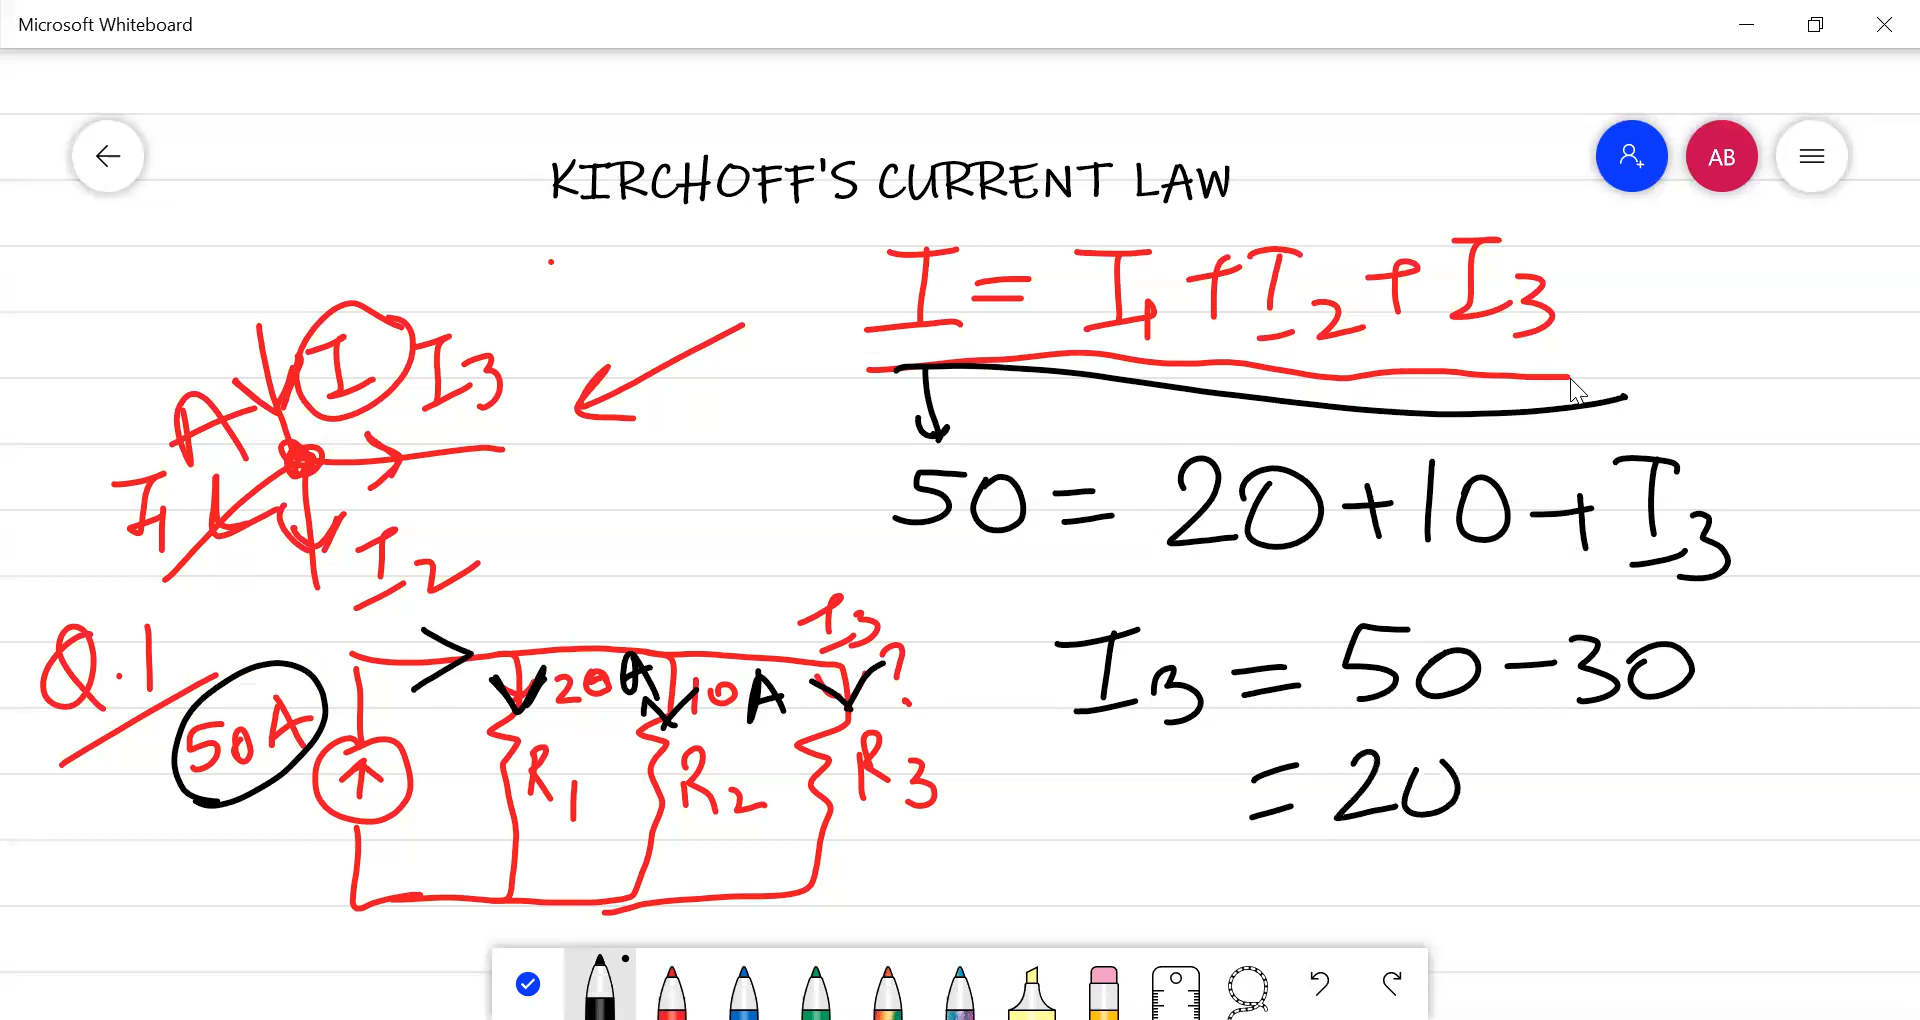 Microsoft Whiteboard
AB
KIRCHOFF'S CURRENT LAW
I = I1 + I2 + I3
I I3
A
I1
I2
50 = 20 + 10 + I3
Q.1
50A
I3 ?
20A 10A
R1 R2 R3
I3 = 50 - 30
= 20